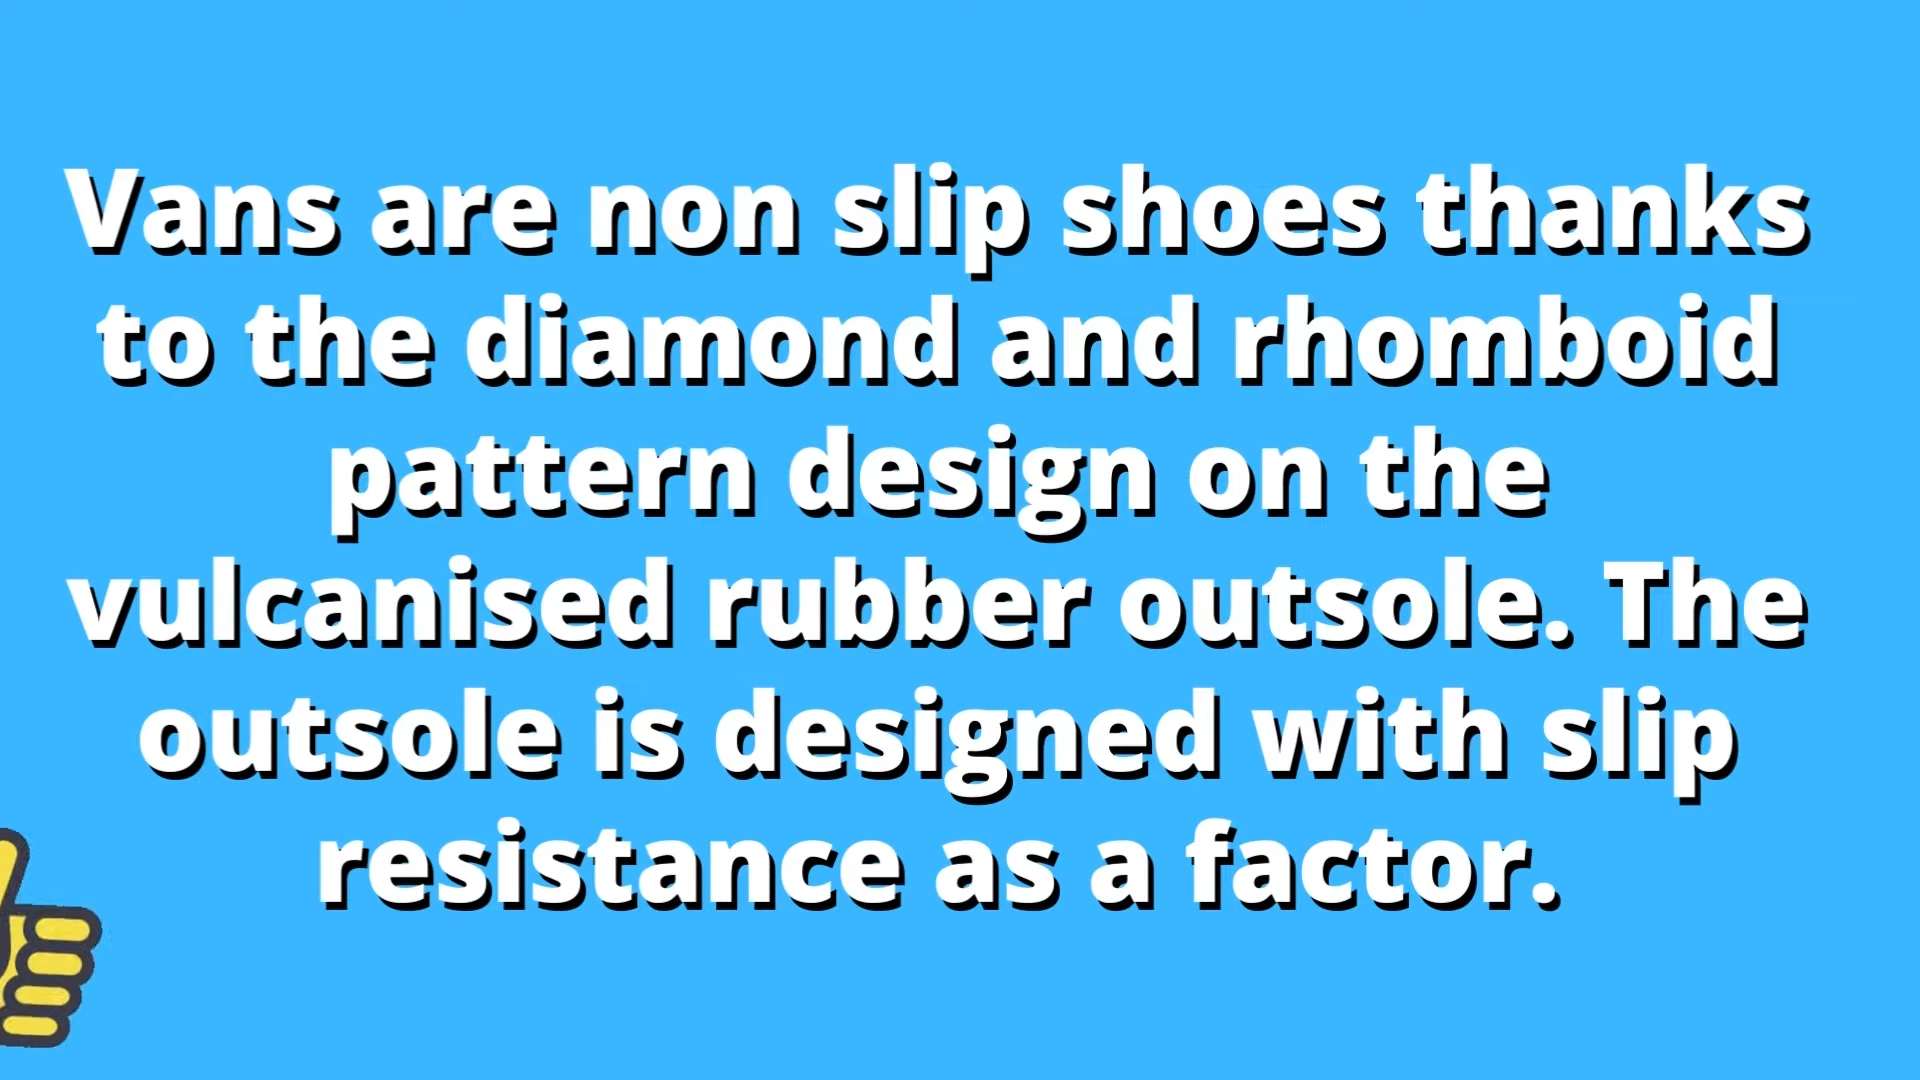 Vans are non slip shoes thanks
to the diamond and rhomboid
pattern design on the
vulcanised rubber outsole. The
outsole is designed with slip
resistance as a factor.